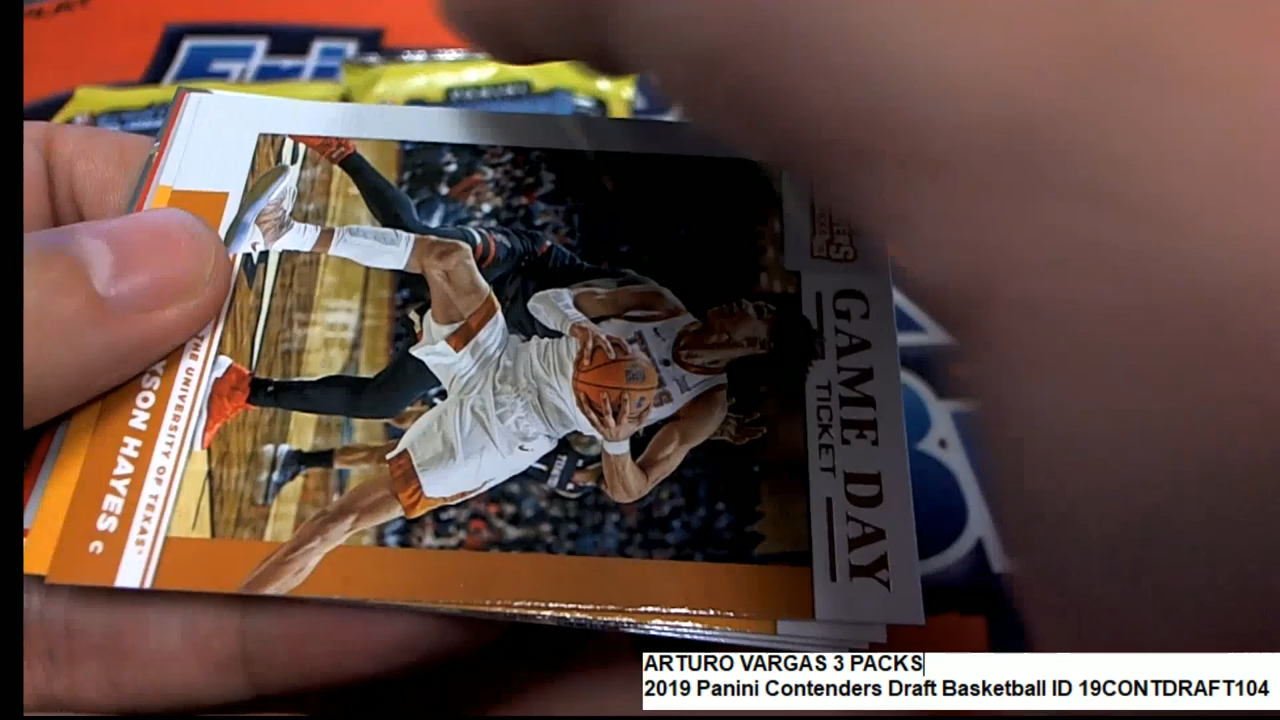 GAME DAY
TICKET
THE UNIVERSITY OF TEXAS
YSON HAYES C
ARTURO VARGAS 3 PACKS
2019 Panini Contenders Draft Basketball ID 19CONTDRAFT104